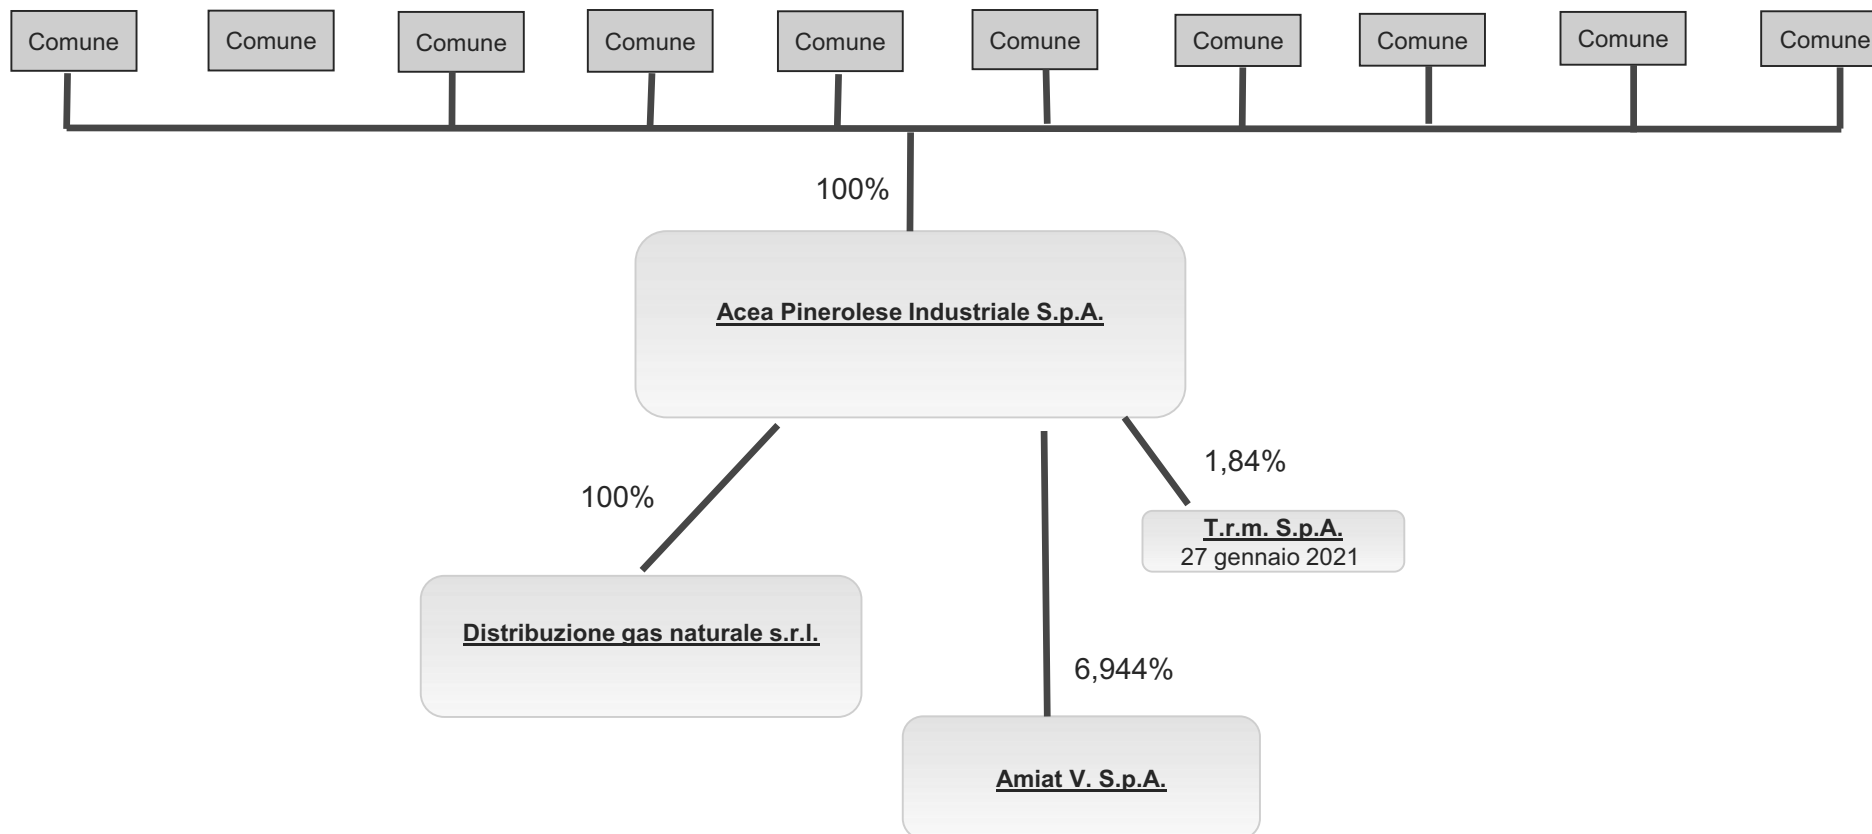 Comune
Comune
Comune
Comune
Comune
Comune
Comune
Comune
Comune
Comune
100%
Acea Pinerolese Industriale S.p.A.
1,84%
100%
T.r.m. S.p.A.
27 gennaio 2021
Distribuzione gas naturale s.r.l.
6,944%
Amiat V. S.p.A.